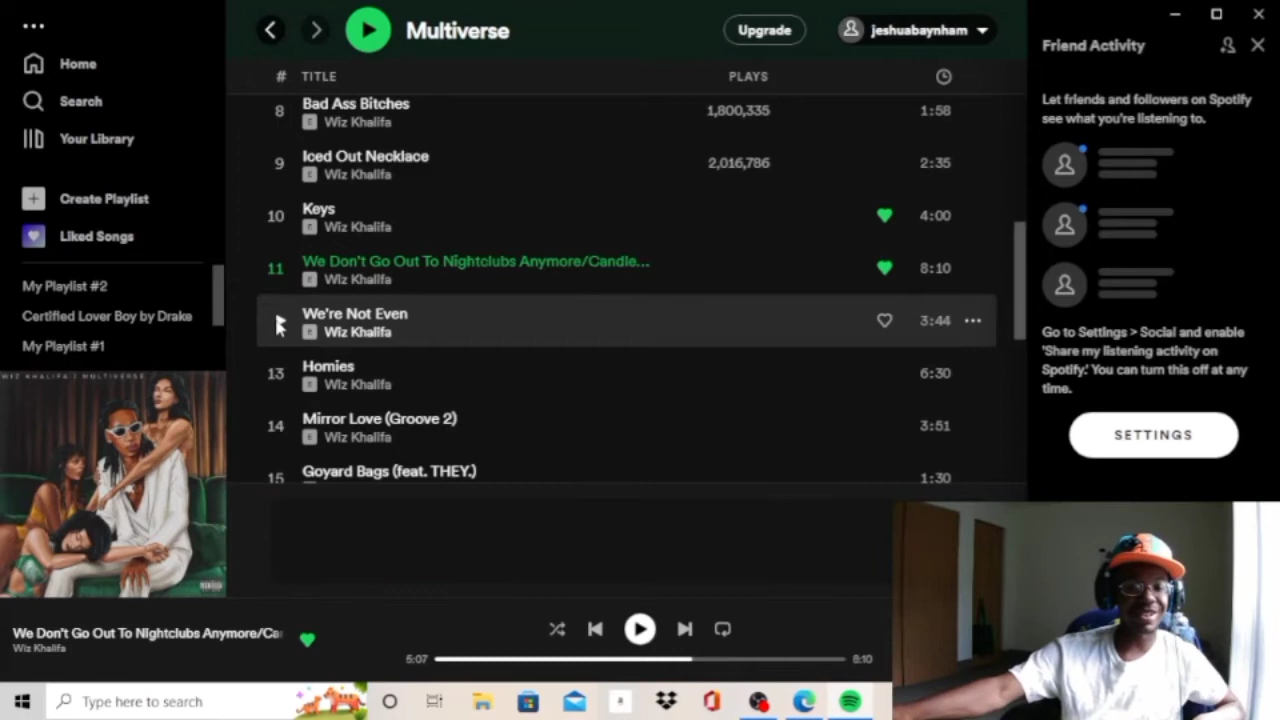 Multiverse
Upgrade
jeshuabaynham
Friend Activity
Home
Search
Your Library
Create Playlist
Liked Songs
My Playlist #2
Certified Lover Boy by Drake
My Playlist #1
# TITLE PLAYS
8 Bad Ass Bitches 1,800,335 1:58
E Wiz Khalifa
9 Iced Out Necklace 2,016,786 2:35
E Wiz Khalifa
10 Keys 4:00
E Wiz Khalifa
11 We Don't Go Out To Nightclubs Anymore/Candle... 8:10
E Wiz Khalifa
We're Not Even 3:44
E Wiz Khalifa
13 Homies 6:30
E Wiz Khalifa
14 Mirror Love (Groove 2) 3:51
E Wiz Khalifa
15 Goyard Bags (feat. THEY.) 1:30
Let friends and followers on Spotify
see what you're listening to.
Go to Settings > Social and enable
'Share my listening activity on
Spotify.' You can turn this off at any
time.
SETTINGS
WIZ KHALIFA | MULTIVERSE
We Don't Go Out To Nightclubs Anymore/Ca
Wiz Khalifa
5:07 8:10
Type here to search